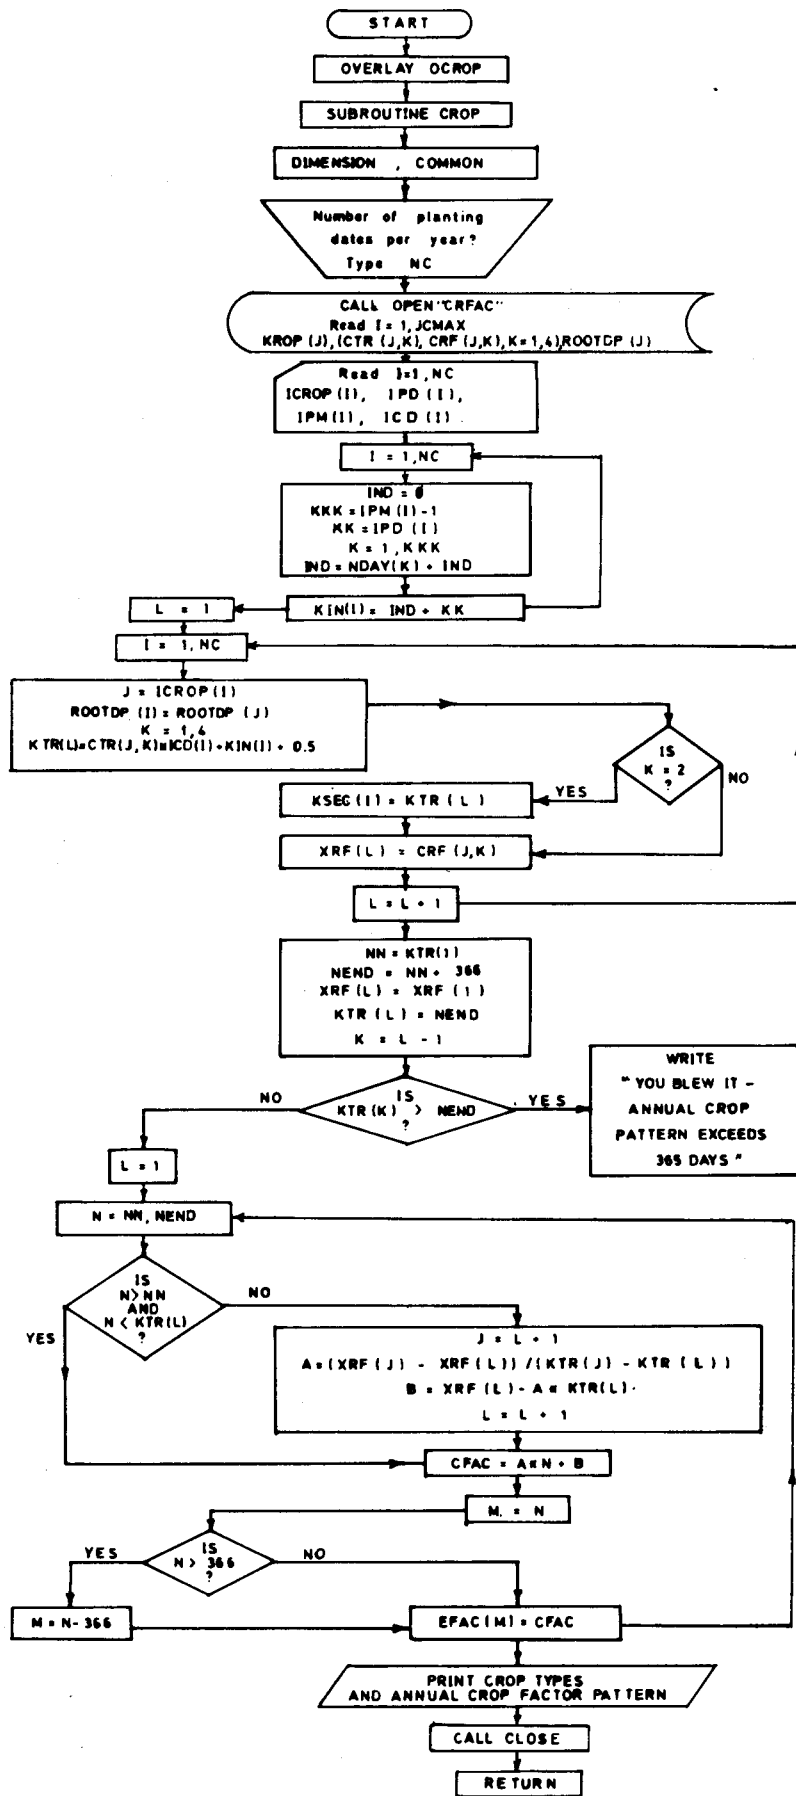 START
OVERLAY OCROP
SUBROUTINE CROP
DIMENSION , COMMON
Number of planting
dates per year?
Type NC
CALL OPEN "CRFAC"
Read I = 1, JCMAX
KROP (J), (CTR (J,K), CRF (J,K), K = 1,4), ROOTDP (J)
Read I=1, NC
ICROP (I), IPD (I),
IPM (I), ICD (I)
I = 1, NC
IND = 0
KKK = IPM (I) - 1
KK = IPD (I)
K = 1, KKK
IND = NDAY (K) + IND
KIN(I) = IND + KK
L = 1
I = 1, NC
J = ICROP (I)
ROOTDP (I) = ROOTDP (J)
K = 1,4
KTR(L)=CTR(J,K)*ICD(I)+KIN(I) + 0.5
IS
K = 2
?
YES
NO
KSEG (I) = KTR (L)
XRF (L) = CRF (J,K)
L = L + 1
NN = KTR(1)
NEND = NN + 366
XRF (L) = XRF (1)
KTR (L) = NEND
K = L - 1
IS
KTR (K) > NEND
?
NO
YES
WRITE
" YOU BLEW IT -
ANNUAL CROP
PATTERN EXCEEDS
365 DAYS "
L = 1
N = NN, NEND
IS
N > NN
AND
N < KTR(L)
?
NO
YES
J = L + 1
A = (XRF (J) - XRF (L)) / (KTR (J) - KTR (L))
B = XRF (L) - A * KTR(L)
L = L + 1
CFAC = A * N + B
M = N
IS
N > 366
?
YES
NO
M = N - 366
EFAC (M) = CFAC
PRINT CROP TYPES
AND ANNUAL CROP FACTOR PATTERN
CALL CLOSE
RETURN